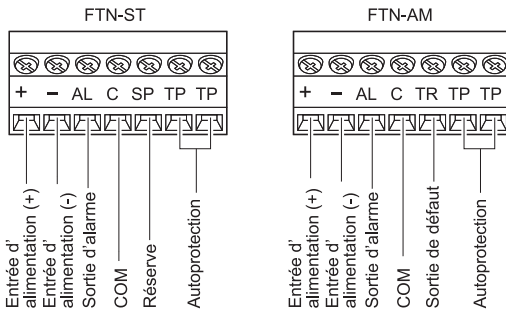 FTN-ST
+ − AL C SP TP TP
Entrée d'
alimentation (+)
Entrée d'
alimentation (-)
Sortie d'alarme
COM
Réserve
Autoprotection
FTN-AM
+ − AL C TR TP TP
Entrée d'
alimentation (+)
Entrée d'
alimentation (-)
Sortie d'alarme
COM
Sortie de défaut
Autoprotection